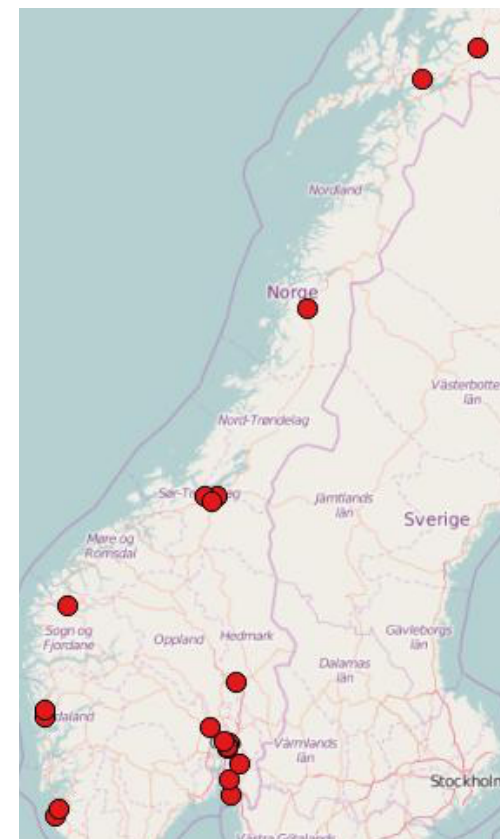 Nordland
Norge
Västerbotte
län
Nord-Trøndelag
Jämtlands
län
Sverige
Møre og
Romsdal
Sogn og
Fjordane
Oppland
Hedmark
Gävleborgs
län
Dalarnas
län
Värmlands
län
Stockholm